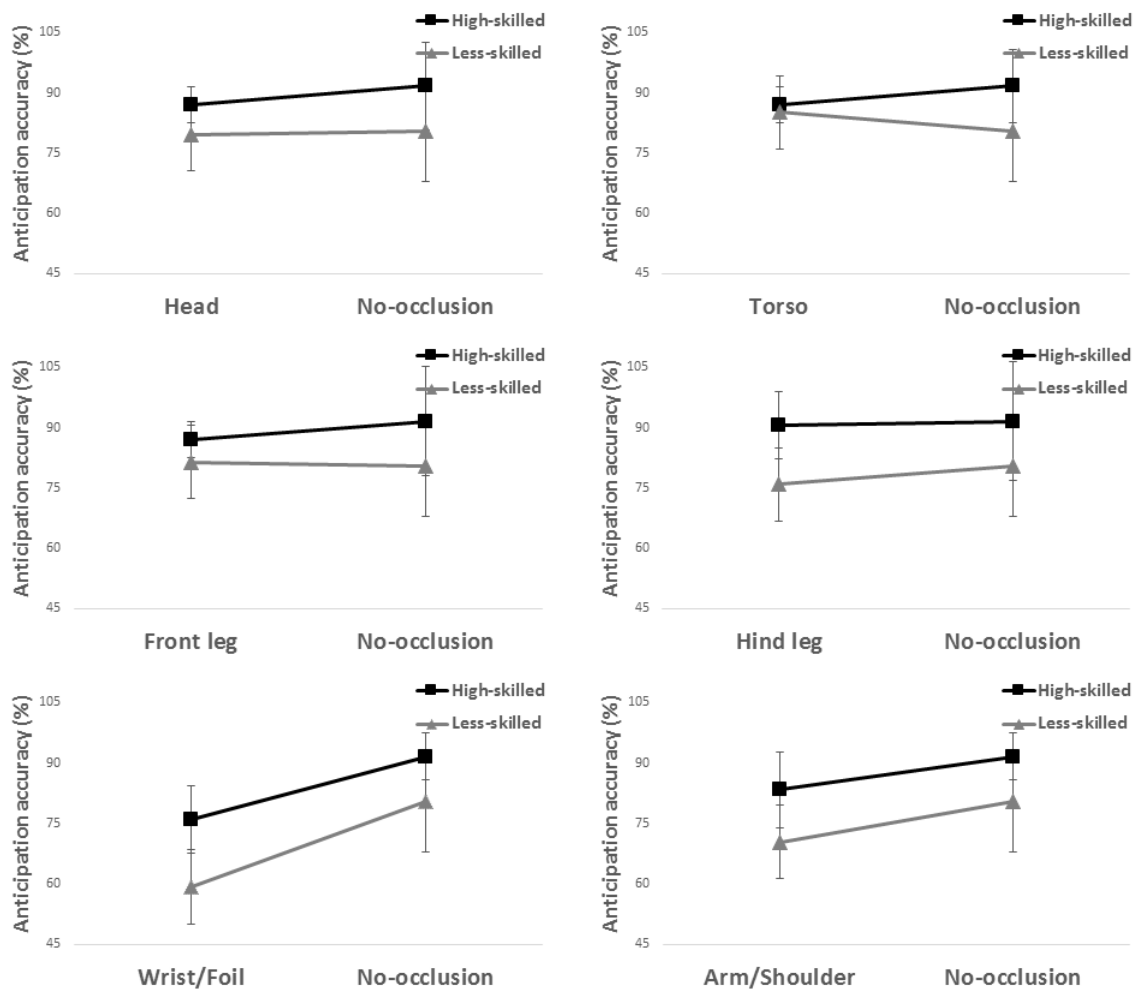 Anticipation accuracy (%)
105
90
75
60
45
High-skilled
Less-skilled
Head No-occlusion
Anticipation accuracy (%)
105
90
75
60
45
High-skilled
Less-skilled
Torso No-occlusion
Anticipation accuracy (%)
105
90
75
60
45
High-skilled
Less-skilled
Front leg No-occlusion
Anticipation accuracy (%)
105
90
75
60
45
High-skilled
Less-skilled
Hind leg No-occlusion
Anticipation accuracy (%)
105
90
75
60
45
High-skilled
Less-skilled
Wrist/Foil No-occlusion
Anticipation accuracy (%)
105
90
75
60
45
High-skilled
Less-skilled
Arm/Shoulder No-occlusion